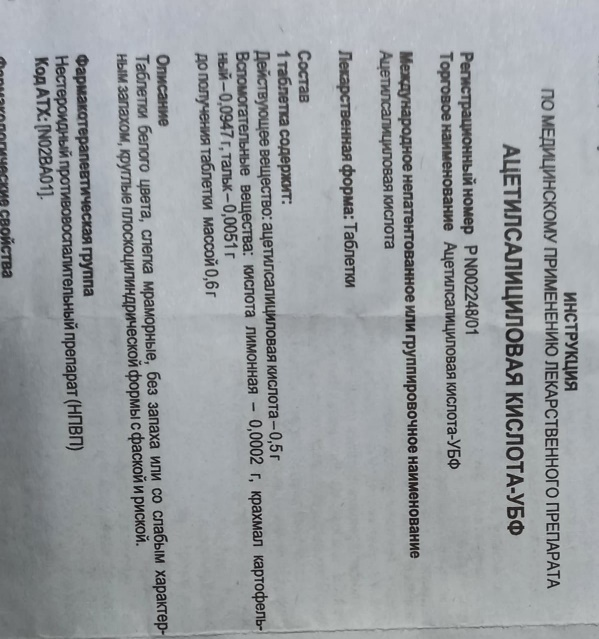 ИНСТРУКЦИЯ
ПО МЕДИЦИНСКОМУ ПРИМЕНЕНИЮ ЛЕКАРСТВЕННОГО ПРЕПАРАТА
АЦЕТИЛСАЛИЦИЛОВАЯ КИСЛОТА-УБФ
Регистрационный номер Р N002248/01
Торговое наименование Ацетилсалициловая кислота-УБФ
Международное непатентованное или группировочное наименование
Ацетилсалициловая кислота
Лекарственная форма: Таблетки
Состав
1 таблетка содержит:
Действующее вещество: ацетилсалициловая кислота – 0,5 г
Вспомогательные вещества: кислота лимонная – 0,0002 г, крахмал картофель-
ный – 0,0947 г, тальк – 0,0051 г
до получения таблетки массой 0,6 г
Описание
Таблетки белого цвета, слегка мраморные, без запаха или со слабым характер-
ным запахом, круглые плоскоцилиндрической формы с фаской и риской.
Фармакотерапевтическая группа
Нестероидный противовоспалительный препарат (НПВП)
Код АТХ: [N02BA01].
Фармакологические свойства